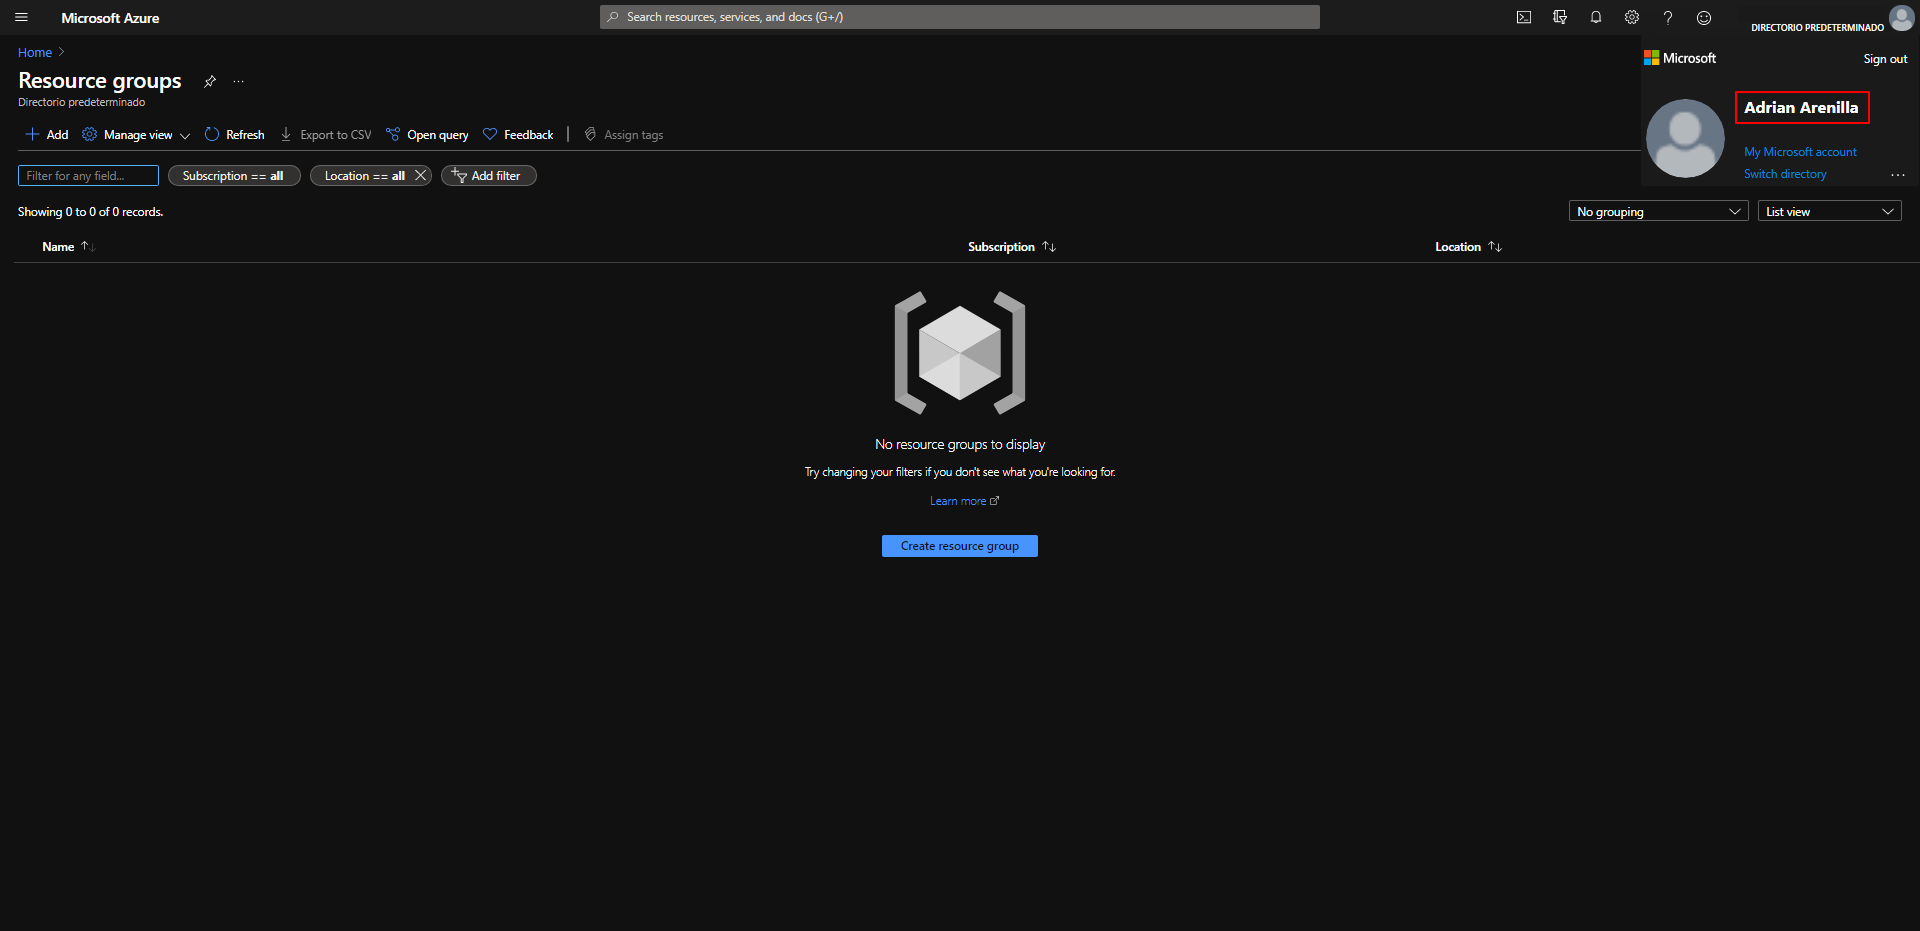 Microsoft Azure
Search resources, services, and docs (G+/)
DIRECTORIO PREDETERMINADO
Home
Microsoft
Sign out
Resource groups
Directorio predeterminado
Adrian Arenilla
Add
Manage view
Refresh
Export to CSV
Open query
Feedback
Assign tags
My Microsoft account
Switch directory
Filter for any field...
Subscription == all
Location == all
Add filter
Showing 0 to 0 of 0 records.
No grouping
List view
Name
Subscription
Location
No resource groups to display
Try changing your filters if you don't see what you're looking for.
Learn more
Create resource group